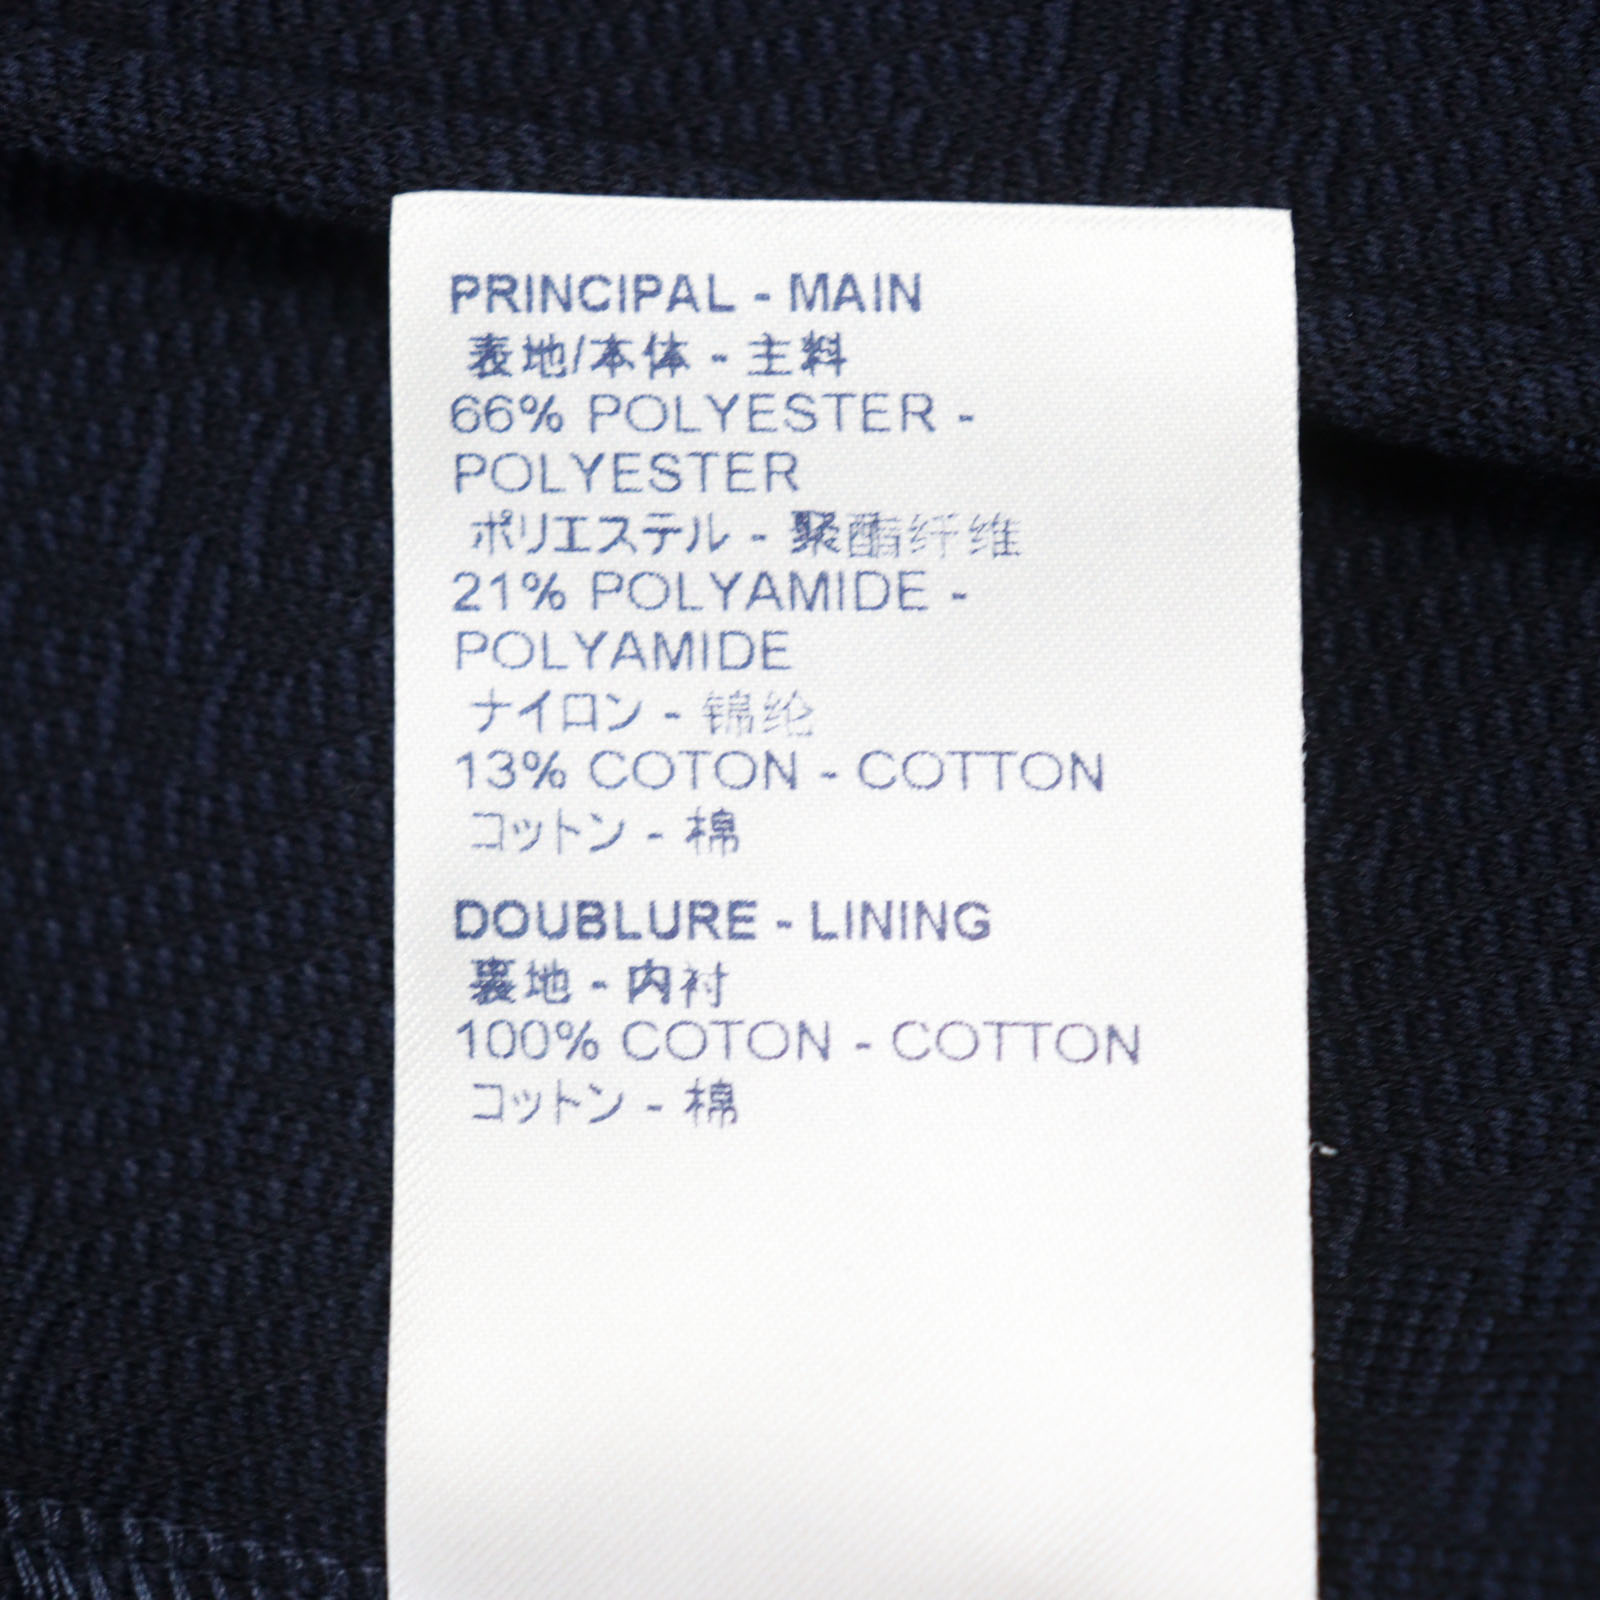 PRINCIPAL - MAIN
表地/本体 - 主料
66% POLYESTER -
POLYESTER
ポリエステル - 聚酯纤维
21% POLYAMIDE -
POLYAMIDE
ナイロン - 锦纶
13% COTON - COTTON
コットン - 棉
DOUBLURE - LINING
裏地 - 内衬
100% COTON - COTTON
コットン - 棉